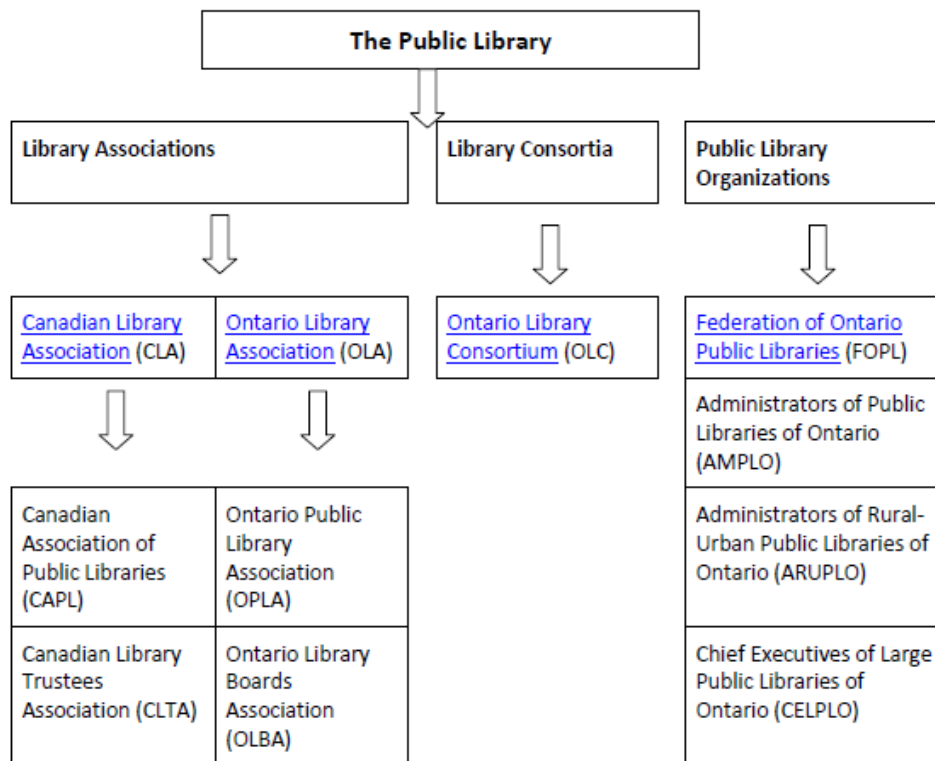 The Public Library
Library Associations
Library Consortia
Public Library
Organizations
Canadian Library
Association (CLA)
Ontario Library
Association (OLA)
Ontario Library
Consortium (OLC)
Federation of Ontario
Public Libraries (FOPL)
Administrators of Public
Libraries of Ontario
(AMPLO)
Canadian
Association of
Public Libraries
(CAPL)
Ontario Public
Library
Association
(OPLA)
Administrators of Rural-
Urban Public Libraries of
Ontario (ARUPLO)
Canadian Library
Trustees
Association (CLTA)
Ontario Library
Boards
Association
(OLBA)
Chief Executives of Large
Public Libraries of
Ontario (CELPLO)